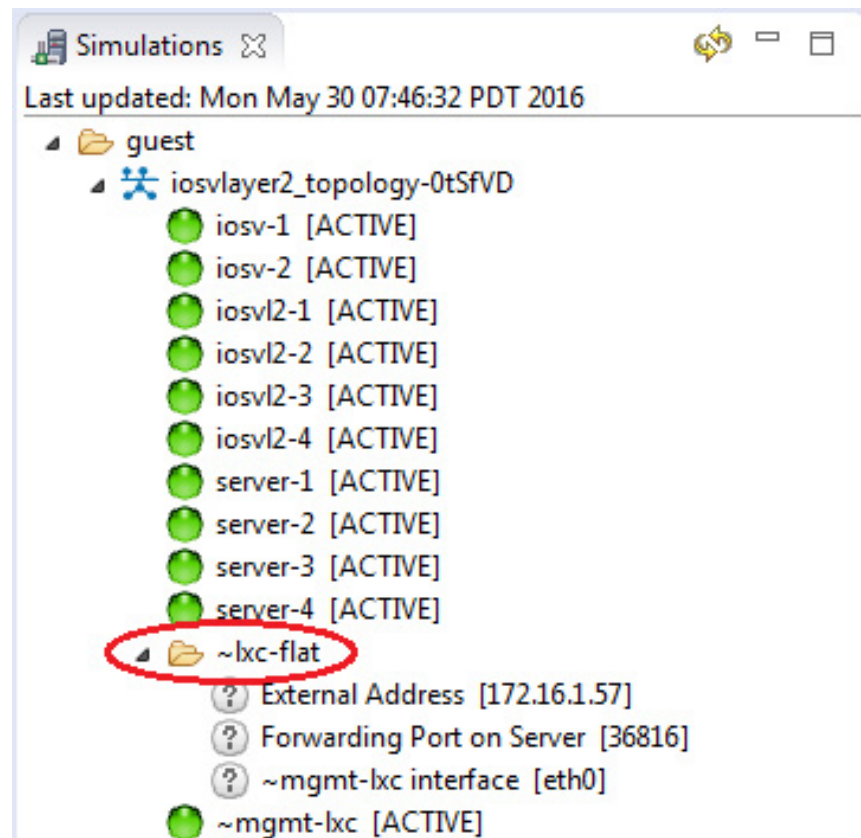 Simulations
Last updated: Mon May 30 07:46:32 PDT 2016
guest
iosvlayer2_topology-0tSfVD
iosv-1 [ACTIVE]
iosv-2 [ACTIVE]
iosvl2-1 [ACTIVE]
iosvl2-2 [ACTIVE]
iosvl2-3 [ACTIVE]
iosvl2-4 [ACTIVE]
server-1 [ACTIVE]
server-2 [ACTIVE]
server-3 [ACTIVE]
server-4 [ACTIVE]
~lxc-flat
? External Address [172.16.1.57]
? Forwarding Port on Server [36816]
? ~mgmt-lxc interface [eth0]
~mgmt-lxc [ACTIVE]